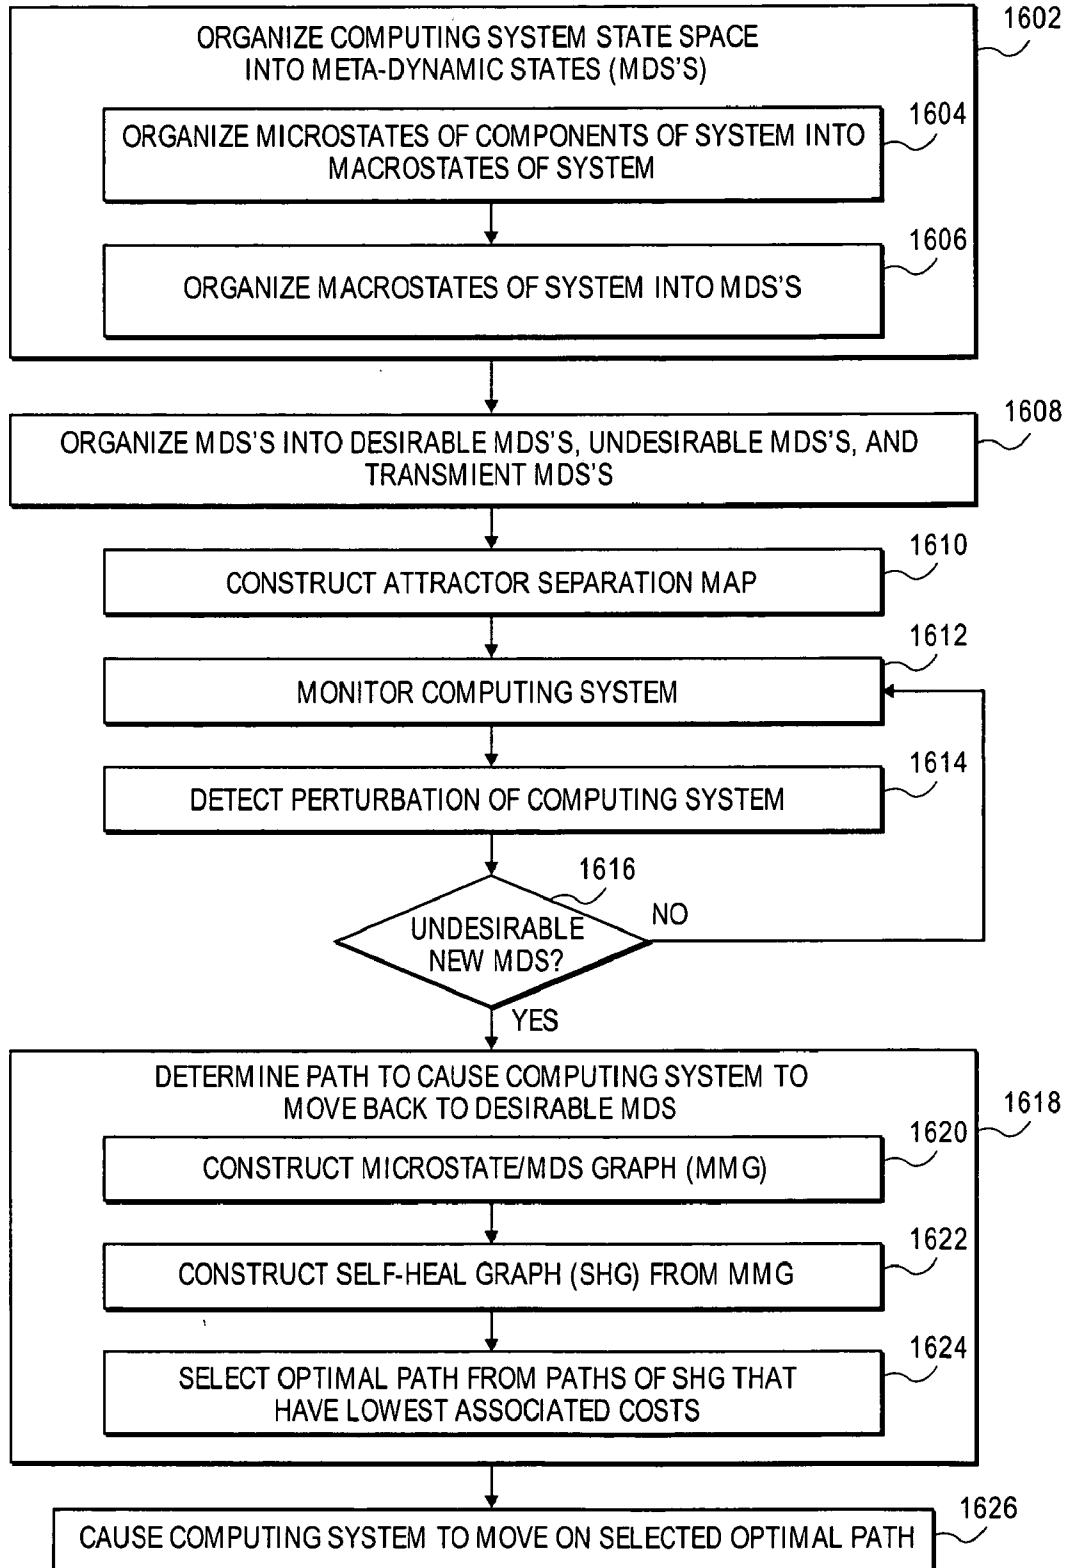 1602
ORGANIZE COMPUTING SYSTEM STATE SPACE
INTO META-DYNAMIC STATES (MDS'S)
1604
ORGANIZE MICROSTATES OF COMPONENTS OF SYSTEM INTO
MACROSTATES OF SYSTEM
1606
ORGANIZE MACROSTATES OF SYSTEM INTO MDS'S
1608
ORGANIZE MDS'S INTO DESIRABLE MDS'S, UNDESIRABLE MDS'S, AND
TRANSMIENT MDS'S
1610
CONSTRUCT ATTRACTOR SEPARATION MAP
1612
MONITOR COMPUTING SYSTEM
1614
DETECT PERTURBATION OF COMPUTING SYSTEM
1616
UNDESIRABLE
NEW MDS?
NO
YES
1618
DETERMINE PATH TO CAUSE COMPUTING SYSTEM TO
MOVE BACK TO DESIRABLE MDS
1620
CONSTRUCT MICROSTATE/MDS GRAPH (MMG)
1622
CONSTRUCT SELF-HEAL GRAPH (SHG) FROM MMG
1624
SELECT OPTIMAL PATH FROM PATHS OF SHG THAT
HAVE LOWEST ASSOCIATED COSTS
1626
CAUSE COMPUTING SYSTEM TO MOVE ON SELECTED OPTIMAL PATH